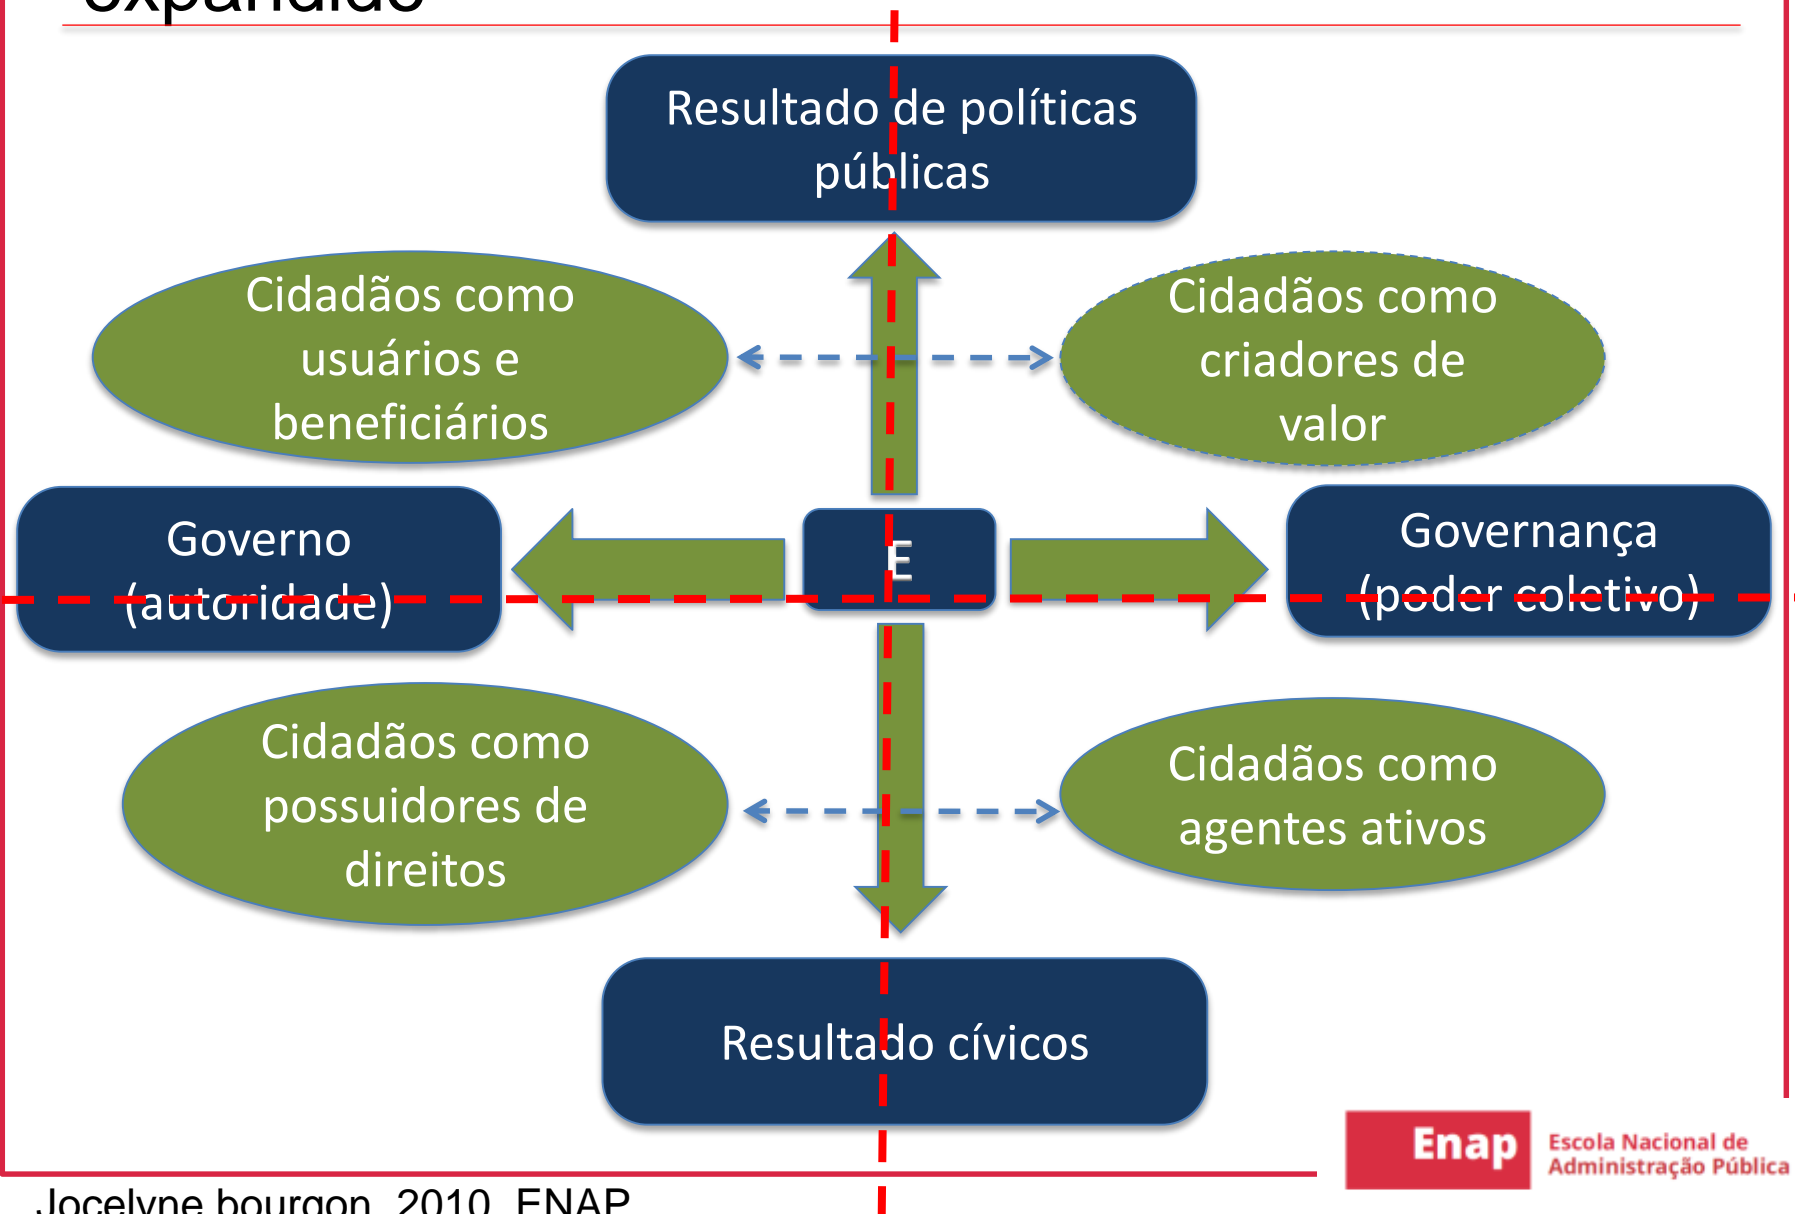 expandido
Resultado de políticas
públicas
Cidadãos como
usuários e
beneficiários
Cidadãos como
criadores de
valor
Governo
(autoridade)
E
Governança
(poder coletivo)
Cidadãos como
possuidores de
direitos
Cidadãos como
agentes ativos
Resultado cívicos
Enap
Escola Nacional de
Administração Pública
Jocelyne bourgon, 2010, ENAP